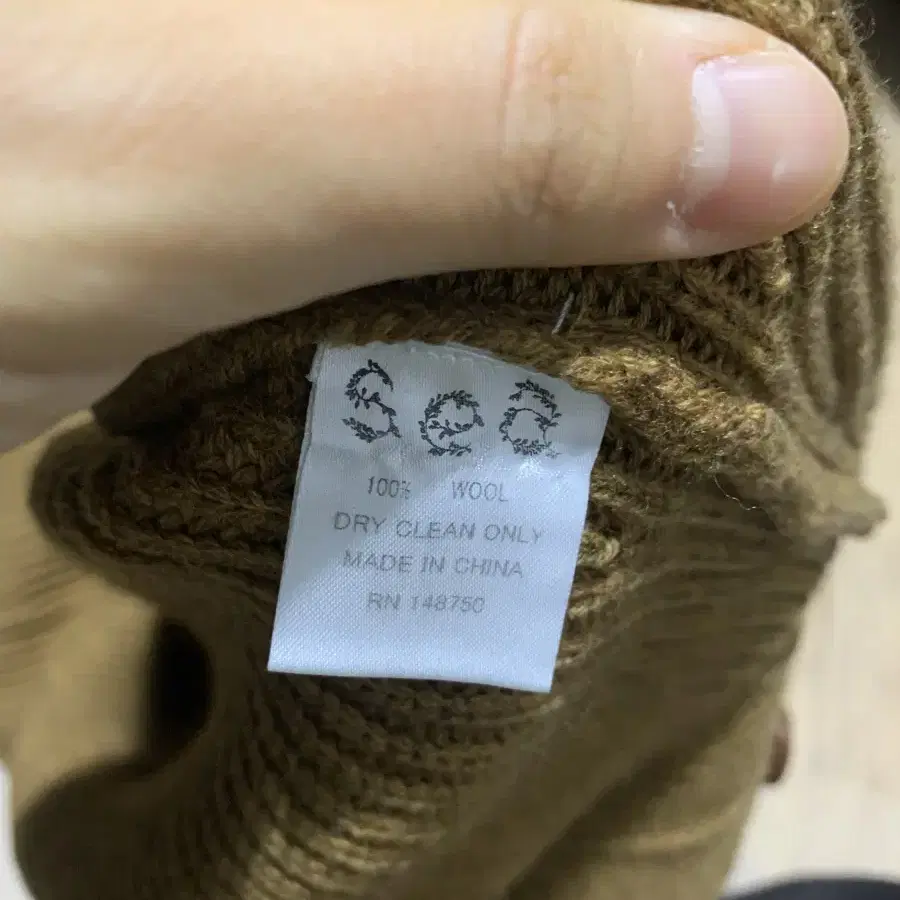 Sea
100% WOOL
DRY CLEAN ONLY
MADE IN CHINA
RN 148750